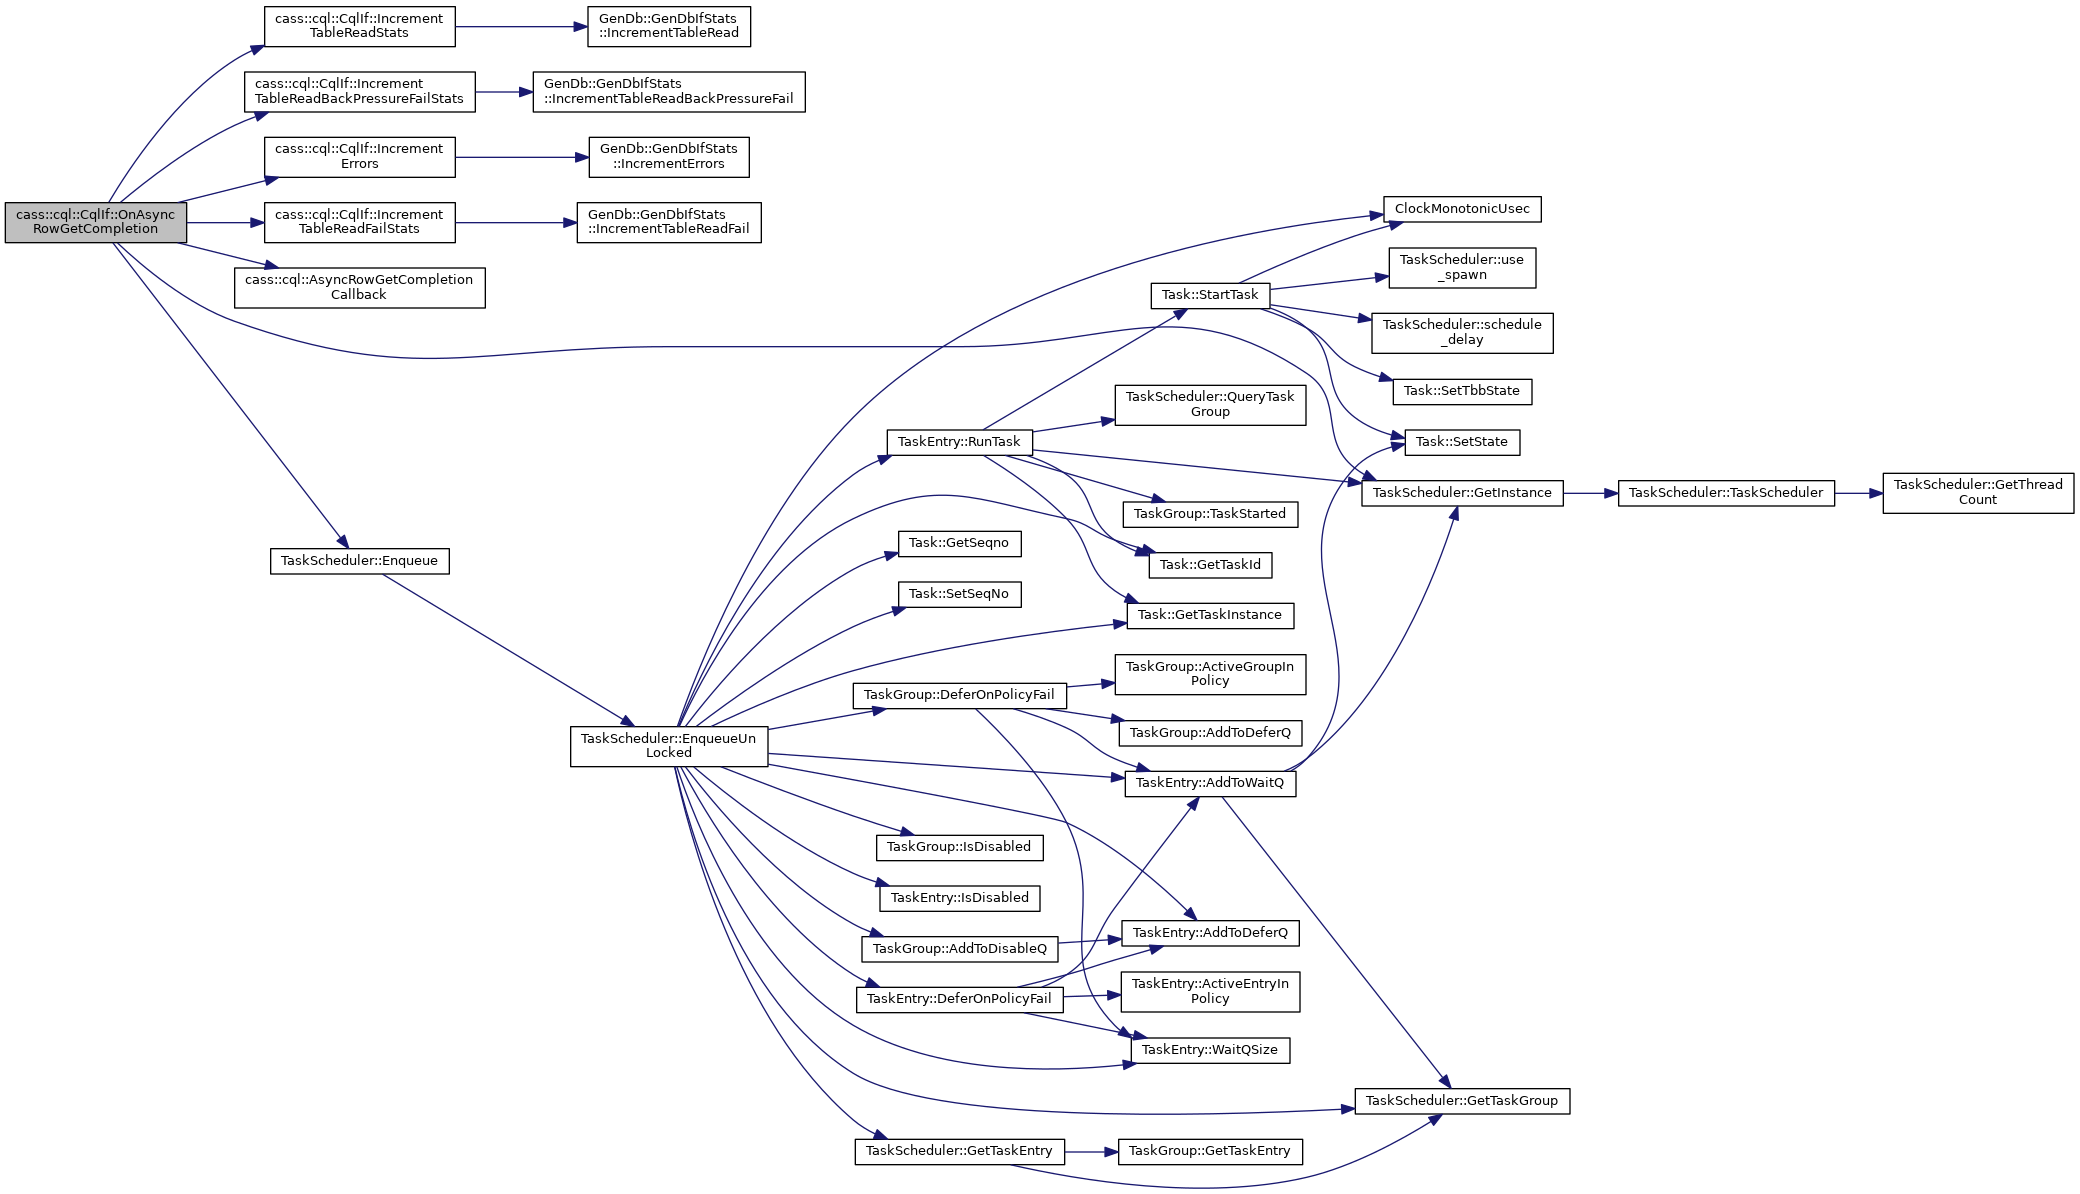 cass::cql::CqlIf::OnAsync
RowGetCompletion
cass::cql::CqlIf::Increment
TableReadStats
GenDb::GenDbIfStats
::IncrementTableRead
cass::cql::CqlIf::Increment
TableReadBackPressureFailStats
GenDb::GenDbIfStats
::IncrementTableReadBackPressureFail
cass::cql::CqlIf::Increment
Errors
GenDb::GenDbIfStats
::IncrementErrors
cass::cql::CqlIf::Increment
TableReadFailStats
GenDb::GenDbIfStats
::IncrementTableReadFail
cass::cql::AsyncRowGetCompletion
Callback
TaskScheduler::Enqueue
TaskScheduler::EnqueueUn
Locked
TaskEntry::RunTask
Task::GetSeqno
Task::SetSeqNo
TaskGroup::DeferOnPolicyFail
TaskGroup::IsDisabled
TaskEntry::IsDisabled
TaskGroup::AddToDisableQ
TaskEntry::DeferOnPolicyFail
TaskScheduler::GetTaskEntry
Task::StartTask
TaskScheduler::QueryTask
Group
TaskGroup::TaskStarted
Task::GetTaskId
Task::GetTaskInstance
TaskGroup::ActiveGroupIn
Policy
TaskGroup::AddToDeferQ
TaskEntry::AddToWaitQ
TaskEntry::AddToDeferQ
TaskEntry::ActiveEntryIn
Policy
TaskEntry::WaitQSize
TaskGroup::GetTaskEntry
ClockMonotonicUsec
TaskScheduler::use
_spawn
TaskScheduler::schedule
_delay
Task::SetTbbState
Task::SetState
TaskScheduler::GetInstance
TaskScheduler::TaskScheduler
TaskScheduler::GetThread
Count
TaskScheduler::GetTaskGroup